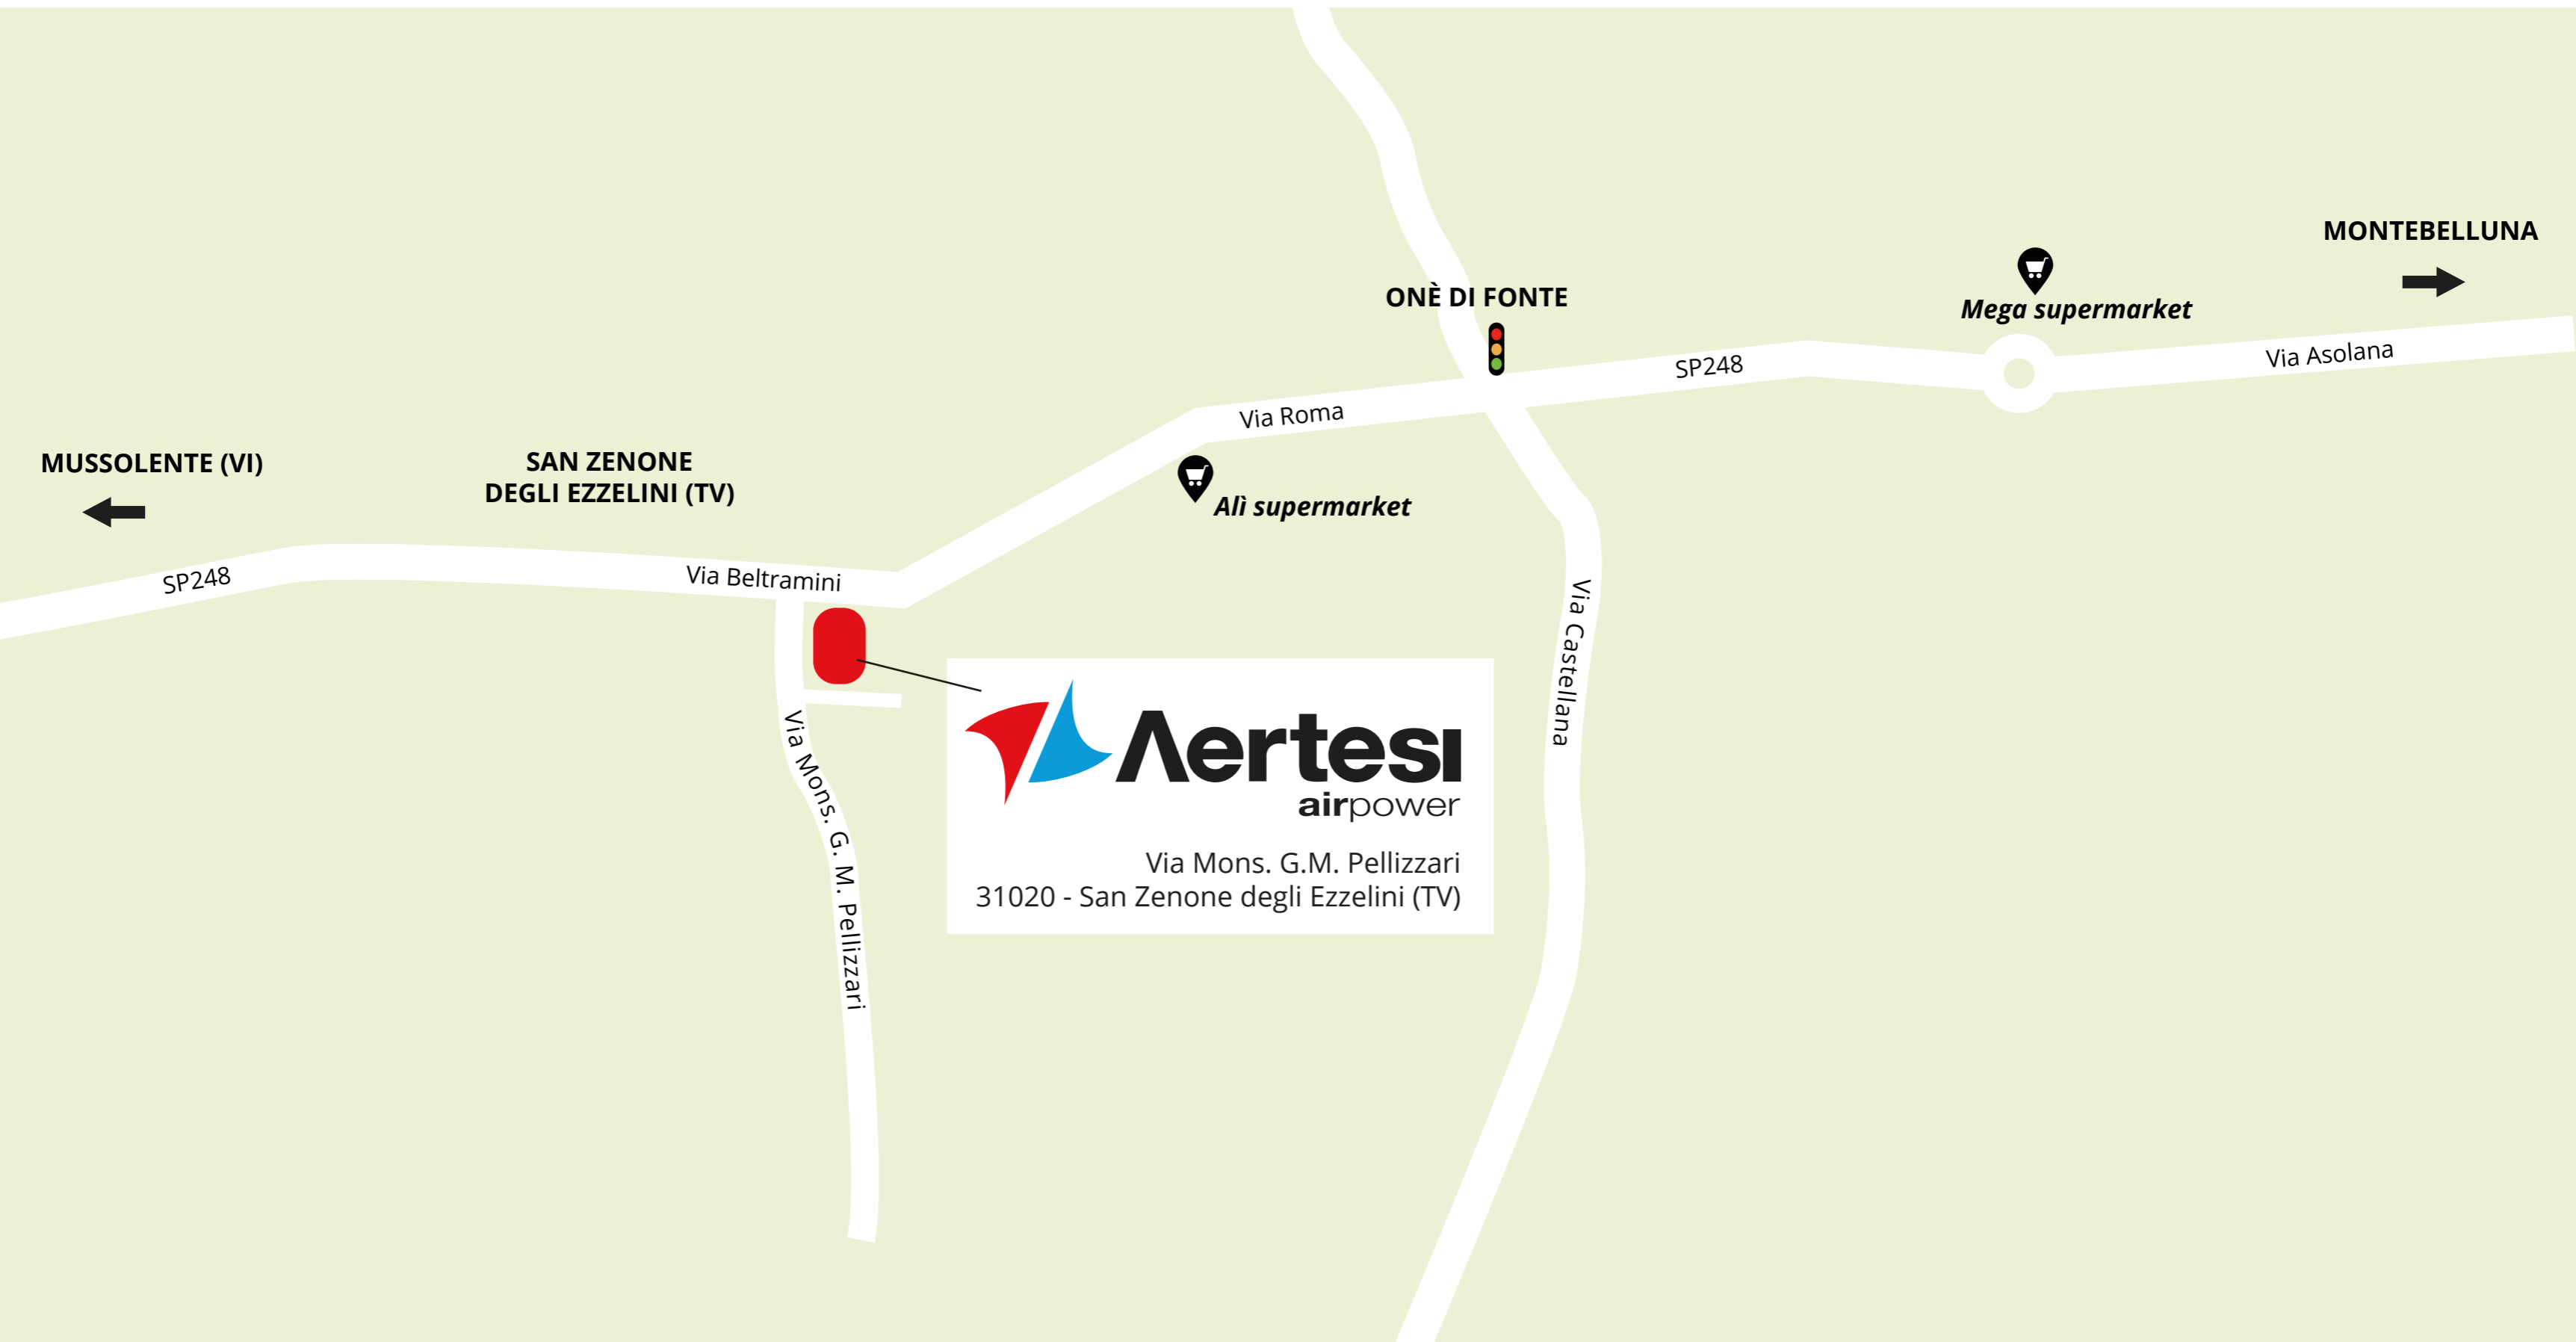 MONTEBELLUNA
ONÈ DI FONTE
Mega supermarket
SP248
Via Asolana
Via Roma
MUSSOLENTE (VI)
SAN ZENONE
DEGLI EZZELINI (TV)
Alì supermarket
SP248
Via Beltramini
Via Castellana
Via Mons. G. M. Pellizzari
Aertesi
airpower
Via Mons. G.M. Pellizzari
31020 - San Zenone degli Ezzelini (TV)